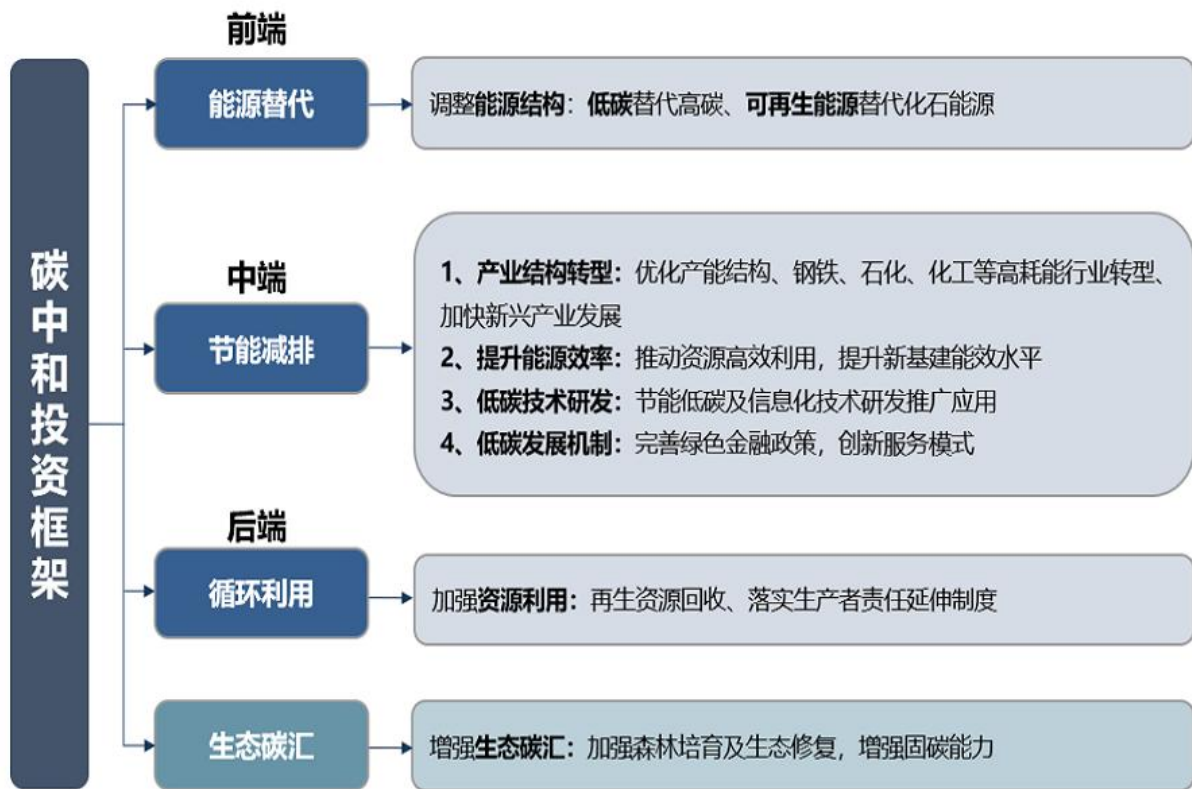 碳中和投资框架
前端
能源替代
调整能源结构：低碳替代高碳、可再生能源替代化石能源
中端
节能减排
1、产业结构转型：优化产能结构、钢铁、石化、化工等高耗能行业转型、
加快新兴产业发展
2、提升能源效率：推动资源高效利用，提升新基建能效水平
3、低碳技术研发：节能低碳及信息化技术研发推广应用
4、低碳发展机制：完善绿色金融政策，创新服务模式
后端
循环利用
加强资源利用：再生资源回收、落实生产者责任延伸制度
生态碳汇
增强生态碳汇：加强森林培育及生态修复，增强固碳能力